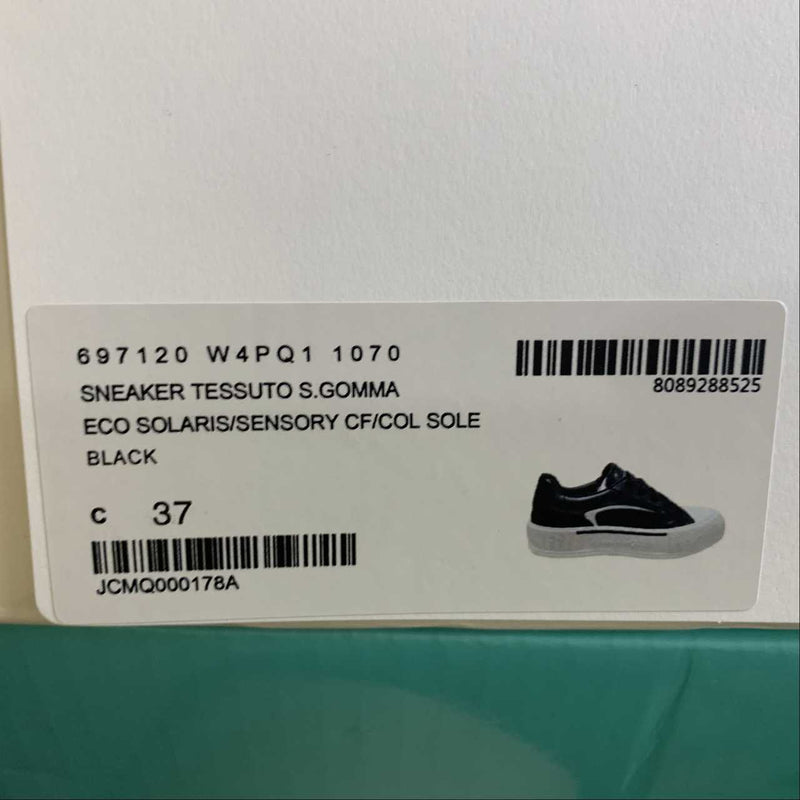 697120 W4PQ1 1070
SNEAKER TESSUTO S.GOMMA
ECO SOLARIS/SENSORY CF/COL SOLE
BLACK
C 37
JCMQ000178A
8089288525